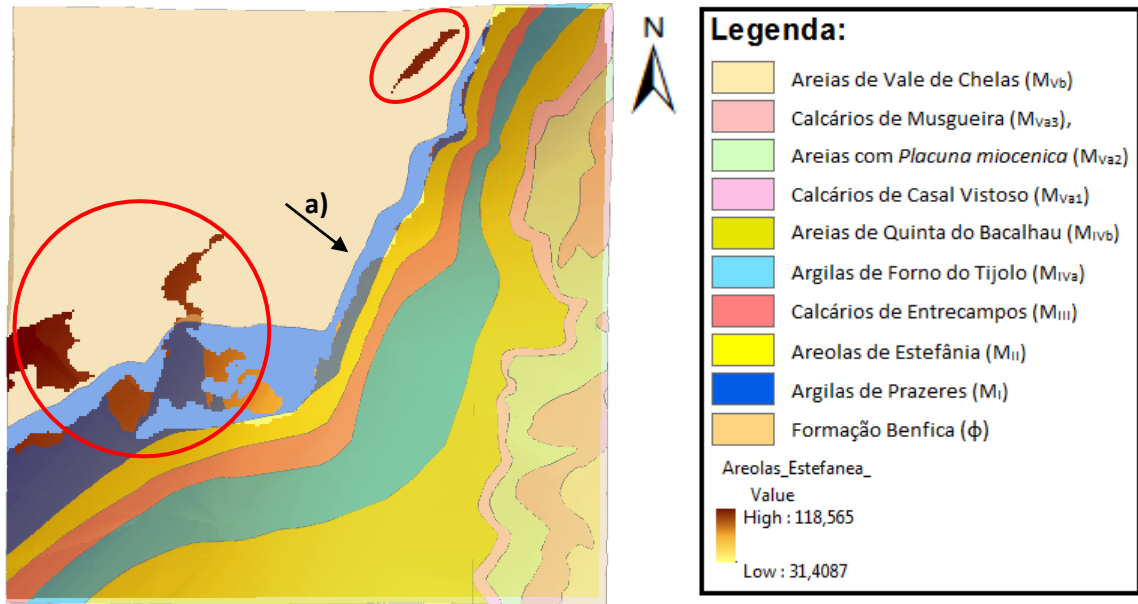 a)
N
Legenda:
Areias de Vale de Chelas (MVb)
Calcários de Musgueira (MVa3),
Areias com Placuna miocenica (MVa2)
Calcários de Casal Vistoso (MVa1)
Areias de Quinta do Bacalhau (MIVb)
Argilas de Forno do Tijolo (MIVa)
Calcários de Entrecampos (MIII)
Areolas de Estefânia (MII)
Argilas de Prazeres (MI)
Formação Benfica (ϕ)
Areolas_Estefanea_
Value
High : 118,565
Low : 31,4087